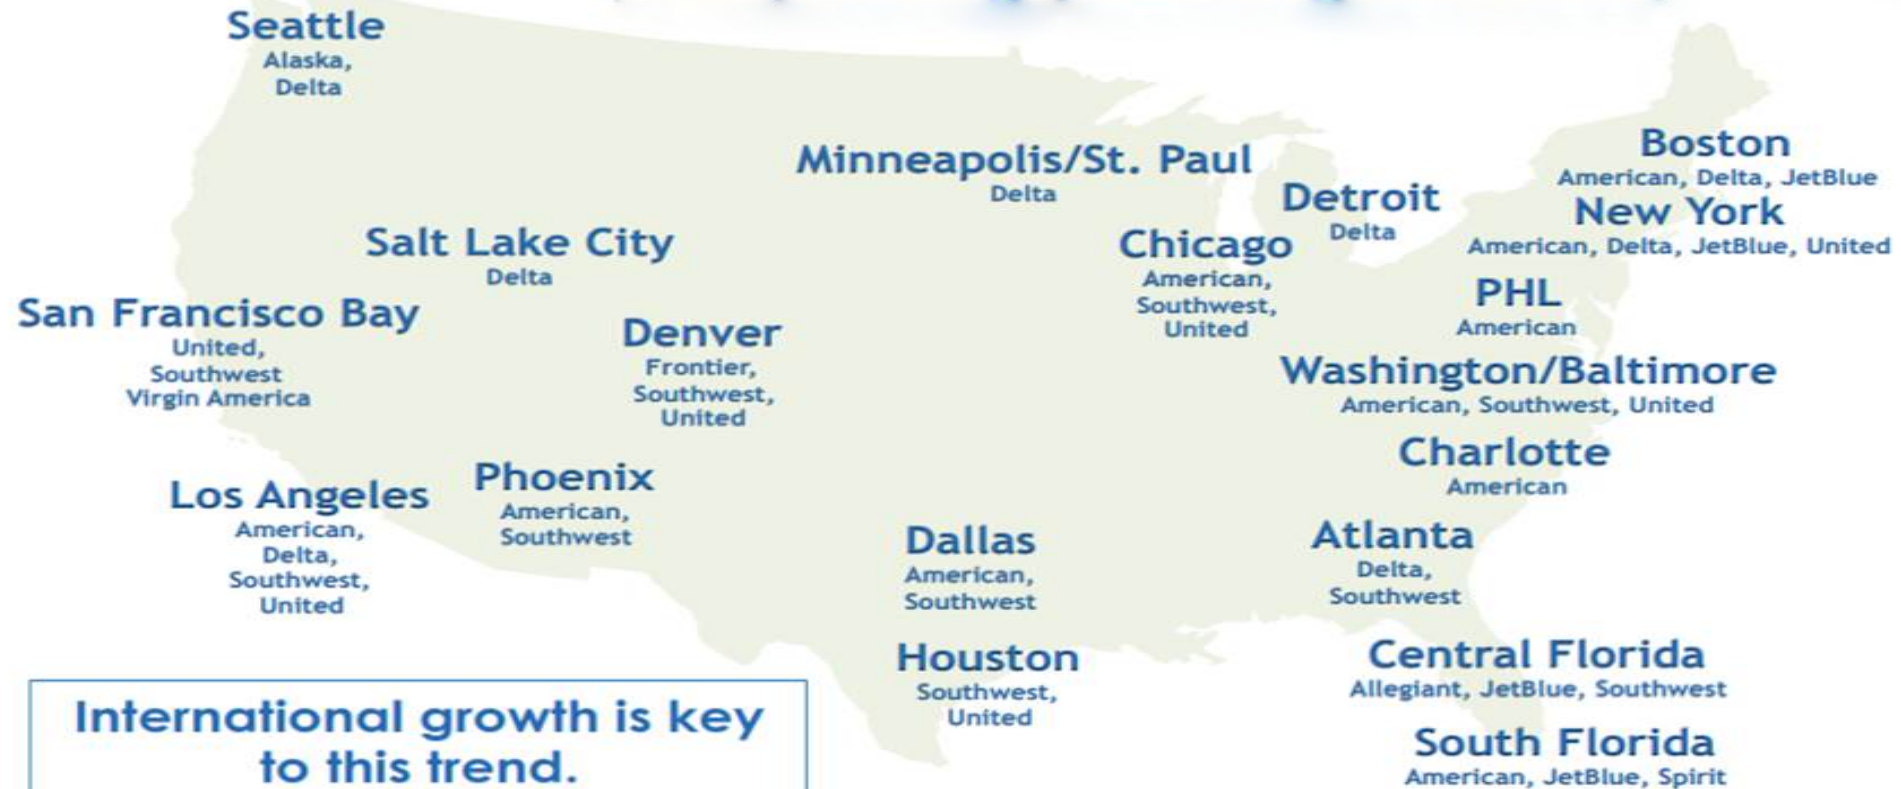 Seattle
Alaska,
Delta
Minneapolis/St. Paul
Delta
Boston
American, Delta, JetBlue
Detroit
Delta
New York
American, Delta, JetBlue, United
Salt Lake City
Delta
Chicago
American,
Southwest,
United
PHL
American
San Francisco Bay
United,
Southwest
Virgin America
Denver
Frontier,
Southwest,
United
Washington/Baltimore
American, Southwest, United
Charlotte
American
Los Angeles
American,
Delta,
Southwest,
United
Phoenix
American,
Southwest
Dallas
American,
Southwest
Atlanta
Delta,
Southwest
Houston
Southwest,
United
Central Florida
Allegiant, JetBlue, Southwest
South Florida
American, JetBlue, Spirit
International growth is key
to this trend.